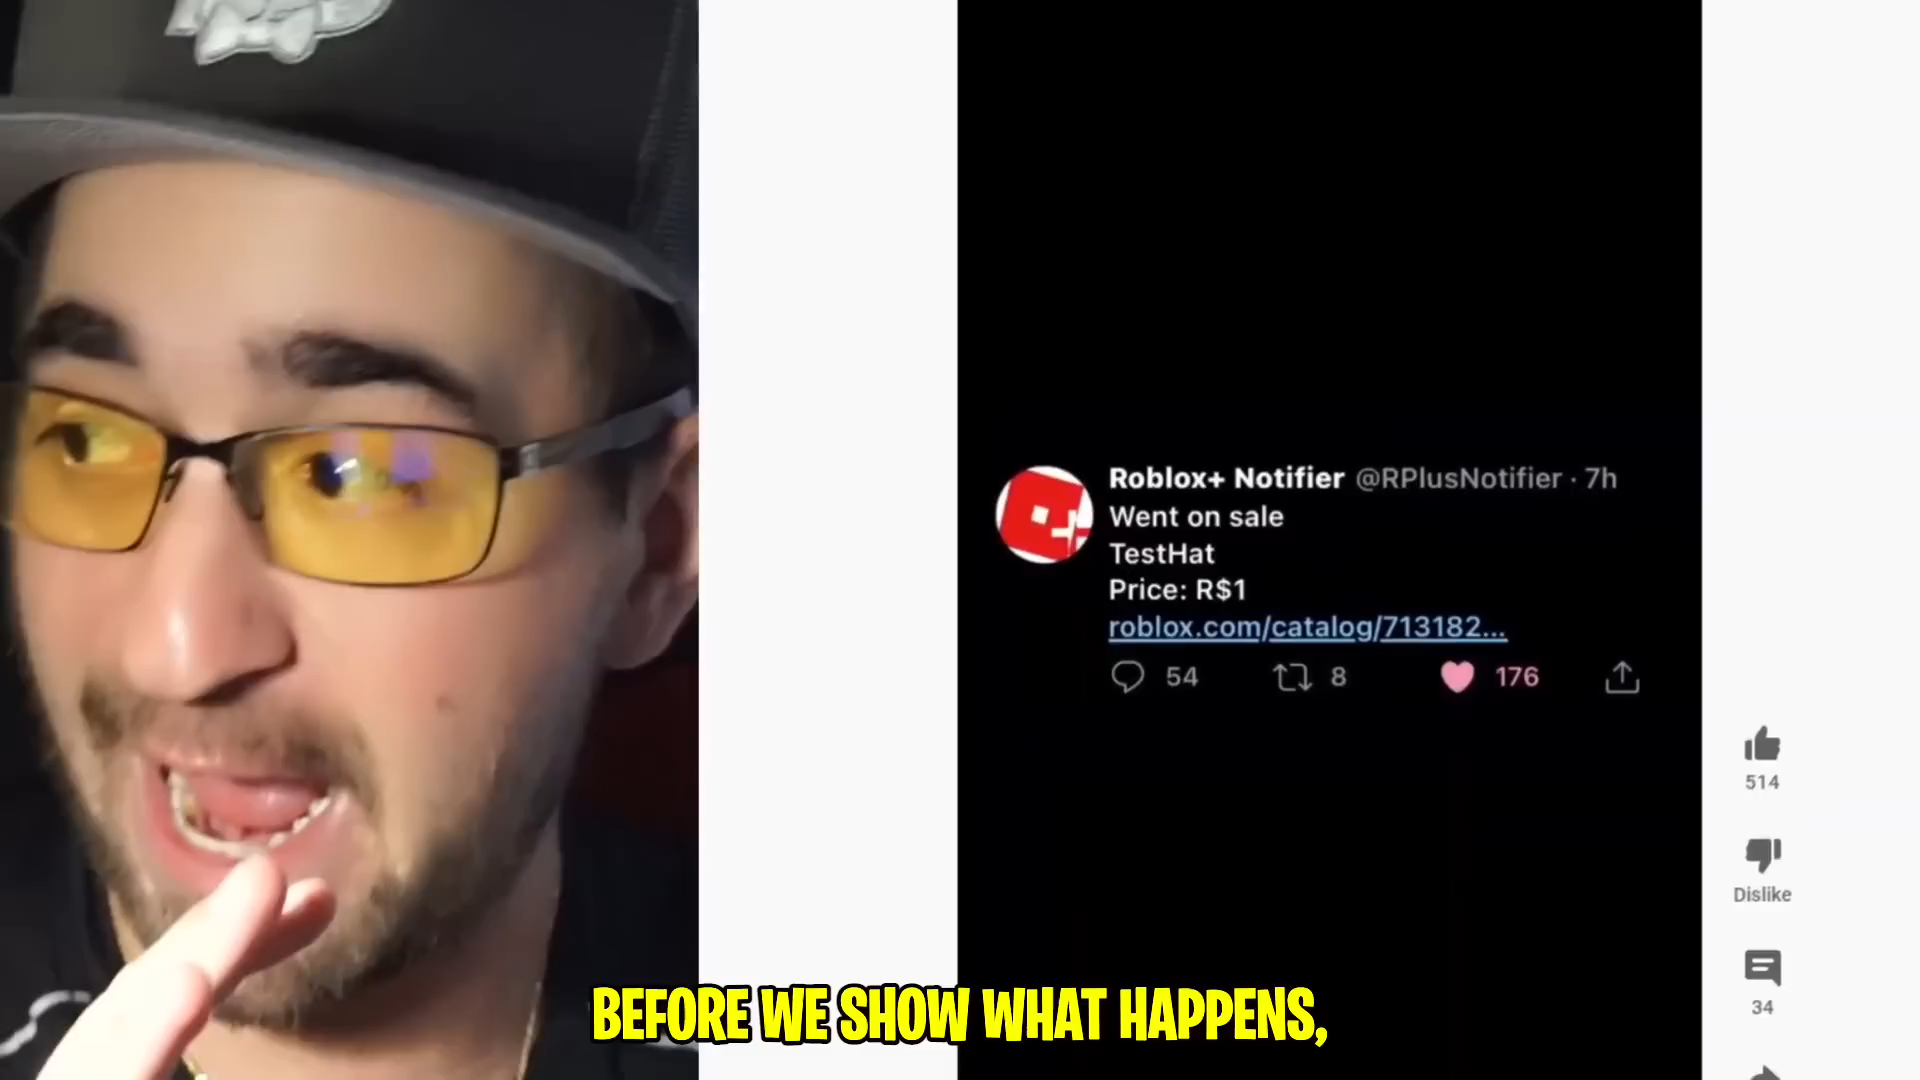 Roblox+ Notifier @RPlusNotifier · 7h
Went on sale
TestHat
Price: R$1
roblox.com/catalog/713182...
54 8 176
514
Dislike
34
BEFORE WE SHOW WHAT HAPPENS,